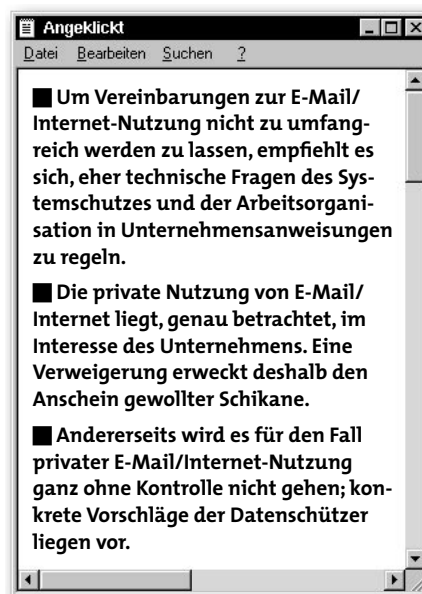 Angeklickt
Datei Bearbeiten Suchen ?
■ Um Vereinbarungen zur E-Mail/
Internet-Nutzung nicht zu umfang-
reich werden zu lassen, empfiehlt es
sich, eher technische Fragen des Sys-
temschutzes und der Arbeitsorgani-
sation in Unternehmensanweisungen
zu regeln.
■ Die private Nutzung von E-Mail/
Internet liegt, genau betrachtet, im
Interesse des Unternehmens. Eine
Verweigerung erweckt deshalb den
Anschein gewollter Schikane.
■ Andererseits wird es für den Fall
privater E-Mail/Internet-Nutzung
ganz ohne Kontrolle nicht gehen; kon-
krete Vorschläge der Datenschützer
liegen vor.